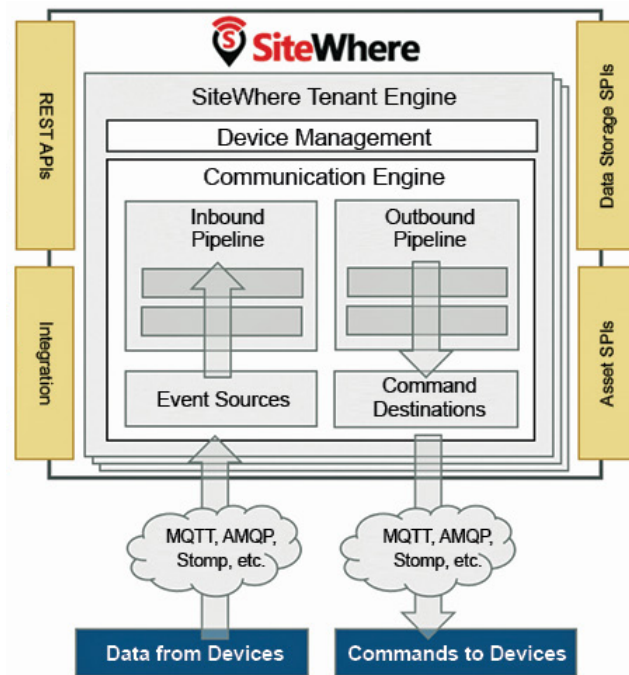 S SiteWhere
SiteWhere Tenant Engine
Device Management
Communication Engine
Inbound
Pipeline
Outbound
Pipeline
Event Sources
Command
Destinations
REST APIs
Integration
Data Storage SPIs
Asset SPIs
MQTT, AMQP,
Stomp, etc.
MQTT, AMQP,
Stomp, etc.
Data from Devices
Commands to Devices